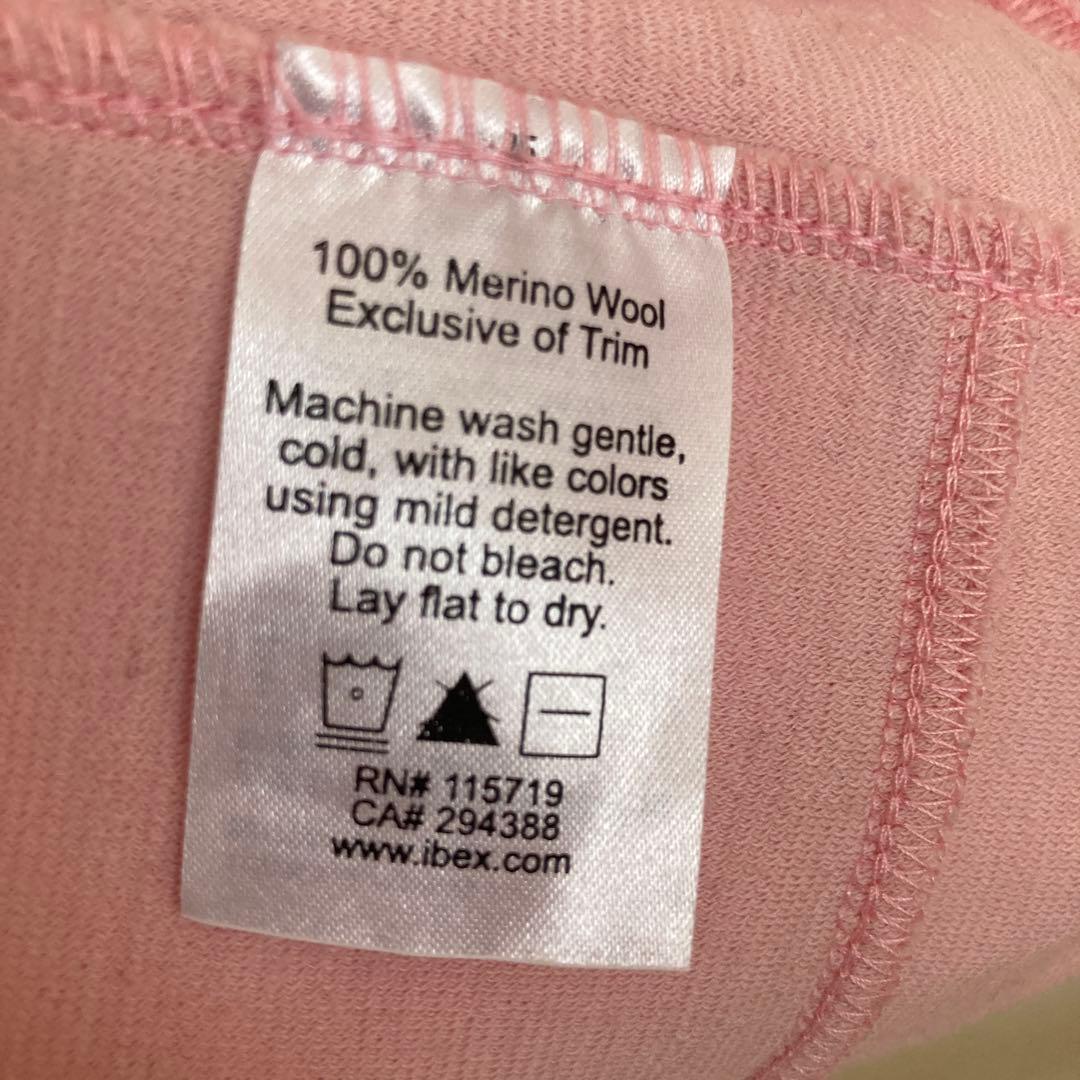 100% Merino Wool
Exclusive of Trim
Machine wash gentle,
cold, with like colors
using mild detergent.
Do not bleach.
Lay flat to dry.
RN# 115719
CA# 294388
www.ibex.com